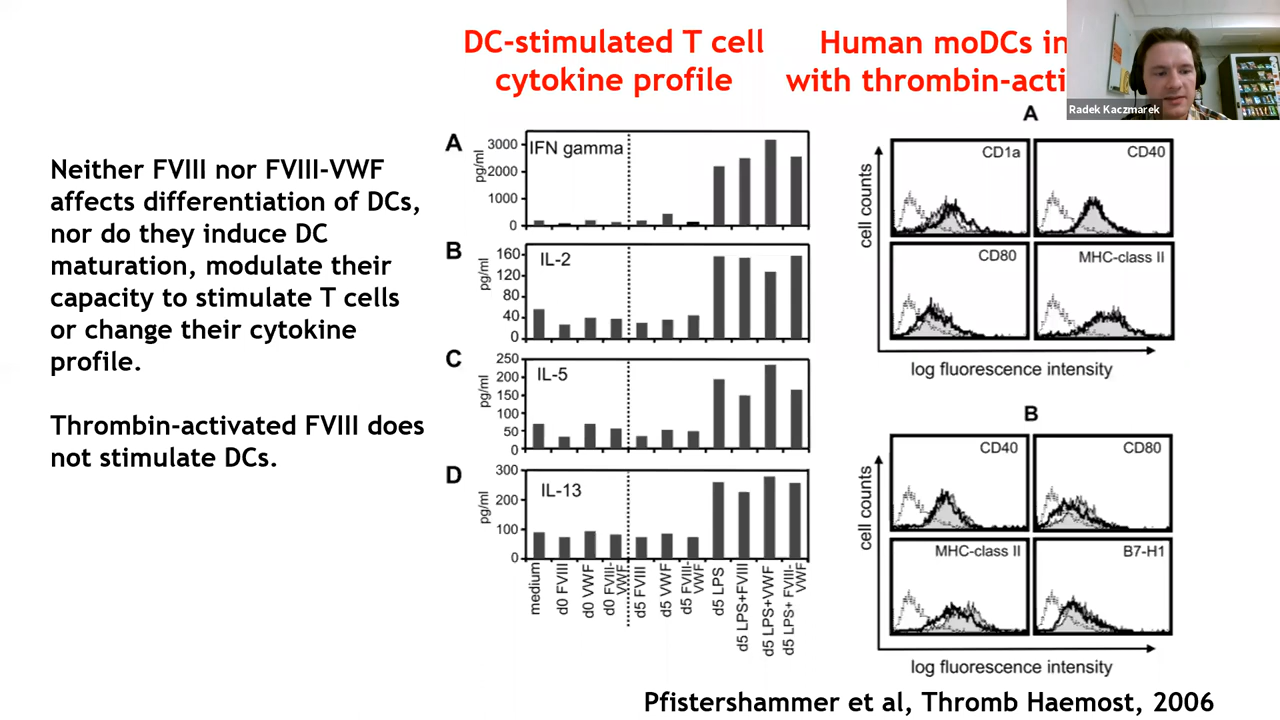 DC-stimulated T cell
cytokine profile
Human moDCs in
with thrombin-acti
Radek Kaczmarek
Neither FVIII nor FVIII-VWF
affects differentiation of DCs,
nor do they induce DC
maturation, modulate their
capacity to stimulate T cells
or change their cytokine
profile.
Thrombin-activated FVIII does
not stimulate DCs.
A
IFN gamma
pg/ml
3000
2000
1000
0
B
IL-2
pg/ml
160
120
80
40
0
C
IL-5
pg/ml
250
200
150
100
50
0
D
IL-13
pg/ml
300
200
100
0
medium
d0 FVIII
d0 VWF
d0 FVIII-
VWF
d5 FVIII
d5 VWF
d5 FVIII-
VWF
d5 LPS
d5 LPS+FVIII
d5 LPS+VWF
d5 LPS+ FVIII-
VWF
A
CD1a
CD40
CD80
MHC-class II
cell counts
log fluorescence intensity
B
CD40
CD80
MHC-class II
B7-H1
cell counts
log fluorescence intensity
Pfistershammer et al, Thromb Haemost, 2006